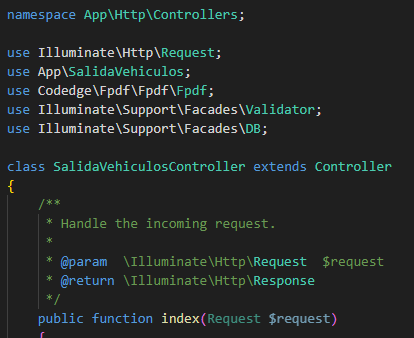 namespace App\Http\Controllers;
use Illuminate\Http\Request;
use App\SalidaVehiculos;
use Codedge\Fpdf\Fpdf\Fpdf;
use Illuminate\Support\Facades\Validator;
use Illuminate\Support\Facades\DB;
class SalidaVehiculosController extends Controller
{
/**
* Handle the incoming request.
*
* @param  \Illuminate\Http\Request  $request
* @return \Illuminate\Http\Response
*/
public function index(Request $request)
{